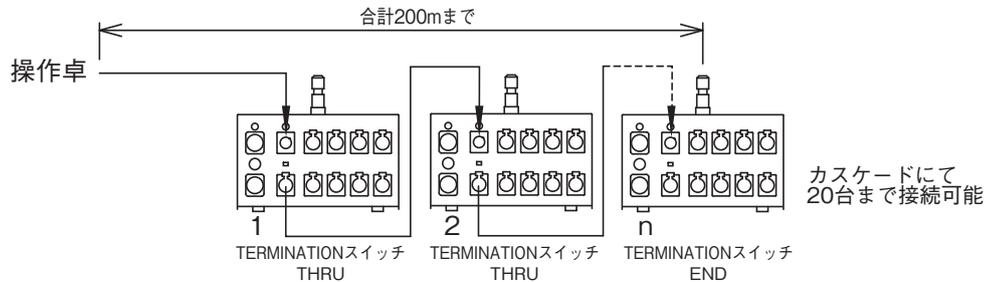 合計200mまで
操作卓
カスケードにて
20台まで接続可能
1
2
n
TERMINATIONスイッチ
THRU
TERMINATIONスイッチ
THRU
TERMINATIONスイッチ
END